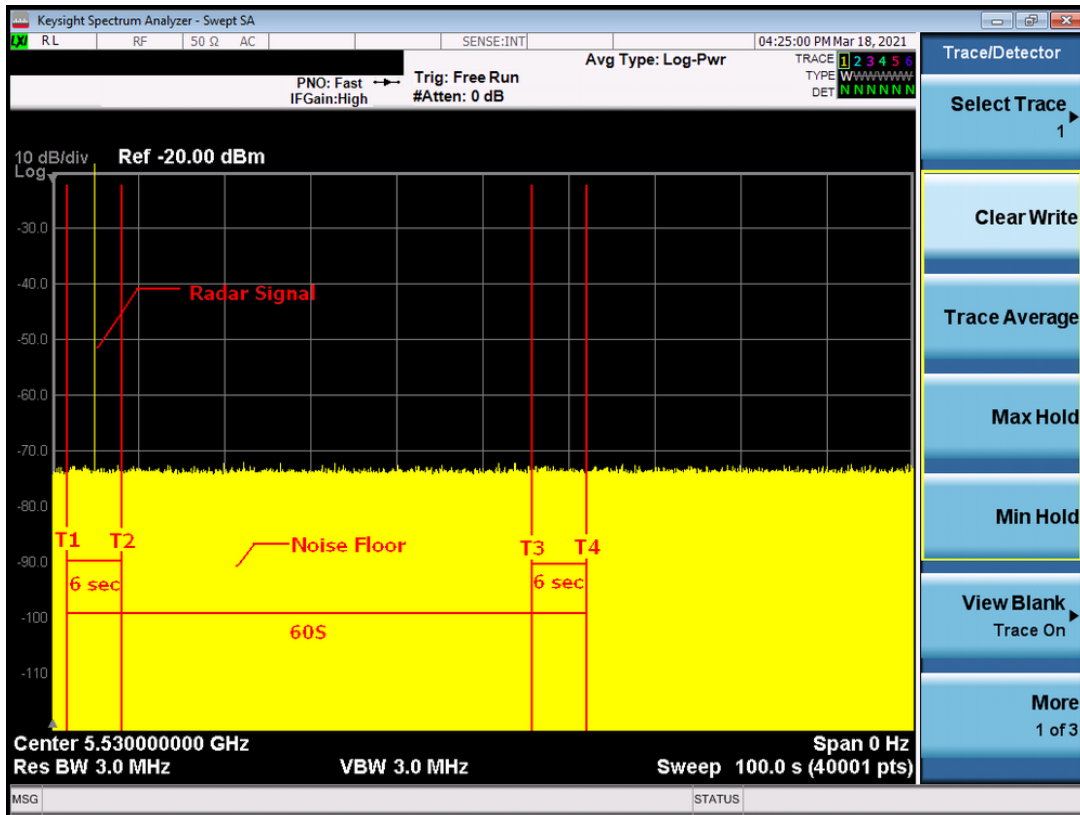 Keysight Spectrum Analyzer - Swept SA
LXI RL RF 50 Ω AC SENSE:INT 04:25:00 PM Mar 18, 2021
Avg Type: Log-Pwr
TRACE 1 2 3 4 5 6
PNO: Fast Trig: Free Run
TYPE WWWWWW
IFGain:High #Atten: 0 dB
DET N N N N N N
10 dB/div Ref -20.00 dBm
Log
-30.0
-40.0
Radar Signal
-50.0
-60.0
-70.0
-80.0
T1 T2 Noise Floor T3 T4
-90.0
6 sec 6 sec
-100
60S
-110
Center 5.530000000 GHz Span 0 Hz
Res BW 3.0 MHz VBW 3.0 MHz Sweep 100.0 s (40001 pts)
MSG STATUS
Trace/Detector
Select Trace
1
Clear Write
Trace Average
Max Hold
Min Hold
View Blank
Trace On
More
1 of 3